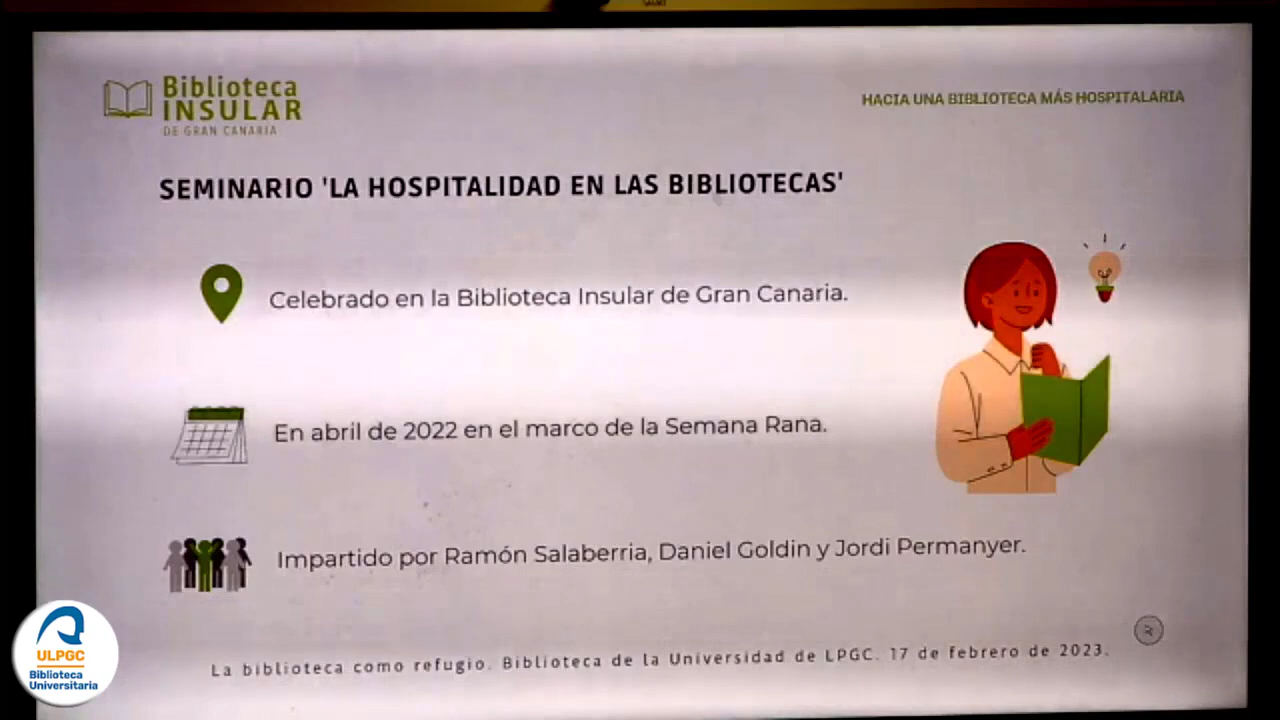 Biblioteca
INSULAR
DE GRAN CANARIA
HACIA UNA BIBLIOTECA MÁS HOSPITALARIA
SEMINARIO 'LA HOSPITALIDAD EN LAS BIBLIOTECAS'
Celebrado en la Biblioteca Insular de Gran Canaria.
En abril de 2022 en el marco de la Semana Rana.
Impartido por Ramón Salaberria, Daniel Goldin y Jordi Permanyer.
La biblioteca como refugio. Biblioteca de la Universidad de LPGC. 17 de febrero de 2023.
ULPGC
Biblioteca
Universitaria